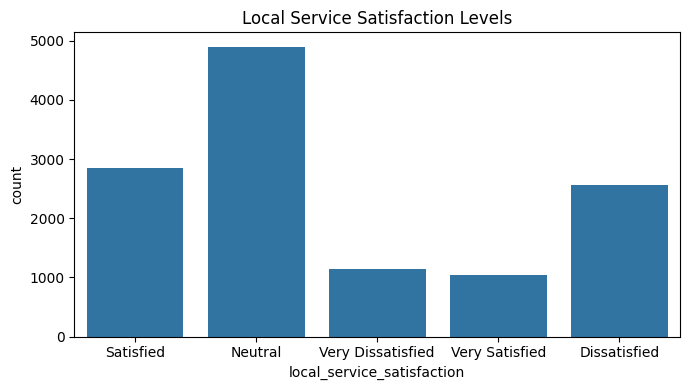 Local Service Satisfaction Levels
5000
4000
3000
2000
1000
0
count
Satisfied Neutral Very Dissatisfied Very Satisfied Dissatisfied
local_service_satisfaction